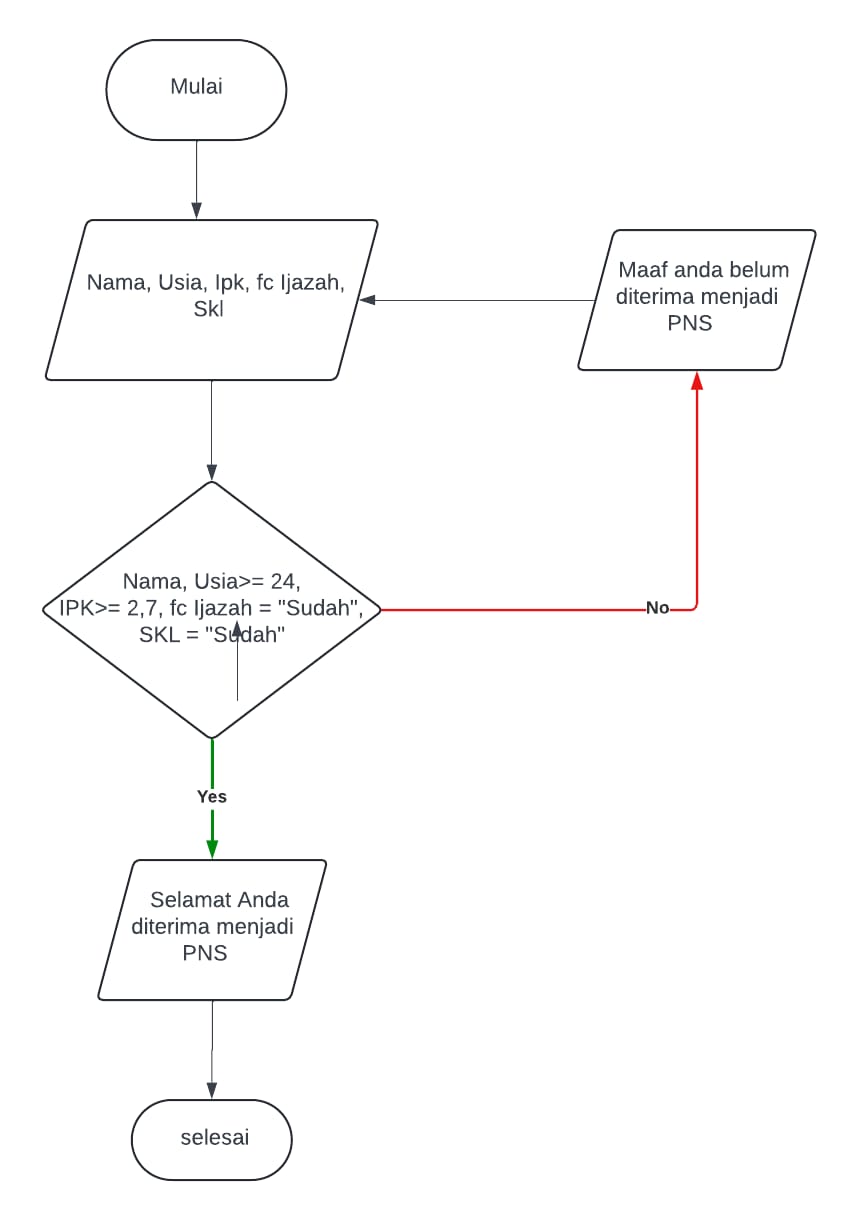 Mulai
Nama, Usia, Ipk, fc Ijazah,
Skl
Maaf anda belum
diterima menjadi
PNS
Nama, Usia>= 24,
IPK>= 2,7, fc Ijazah = "Sudah",
SKL = "Sudah"
No
Yes
Selamat Anda
diterima menjadi
PNS
selesai